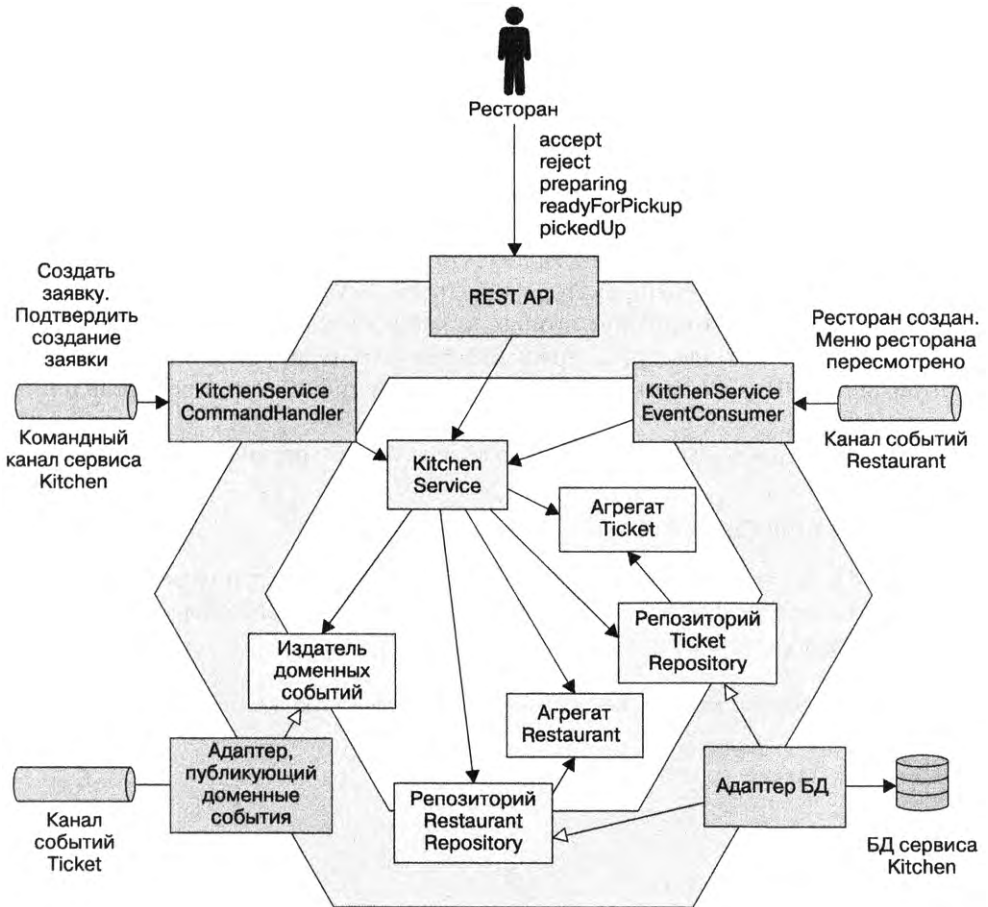 Ресторан
accept
reject
preparing
readyForPickup
pickedUp
Создать
заявку.
Подтвердить
создание
заявки
REST API
Ресторан создан.
Меню ресторана
пересмотрено
KitchenService
CommandHandler
KitchenService
EventConsumer
Командный
канал сервиса
Kitchen
Канал событий
Restaurant
Kitchen
Service
Агрегат
Ticket
Репозиторий
Ticket
Repository
Издатель
доменных
событий
Агрегат
Restaurant
Адаптер,
публикующий
доменные
события
Адаптер БД
Репозиторий
Restaurant
Repository
Канал
событий
Ticket
БД сервиса
Kitchen